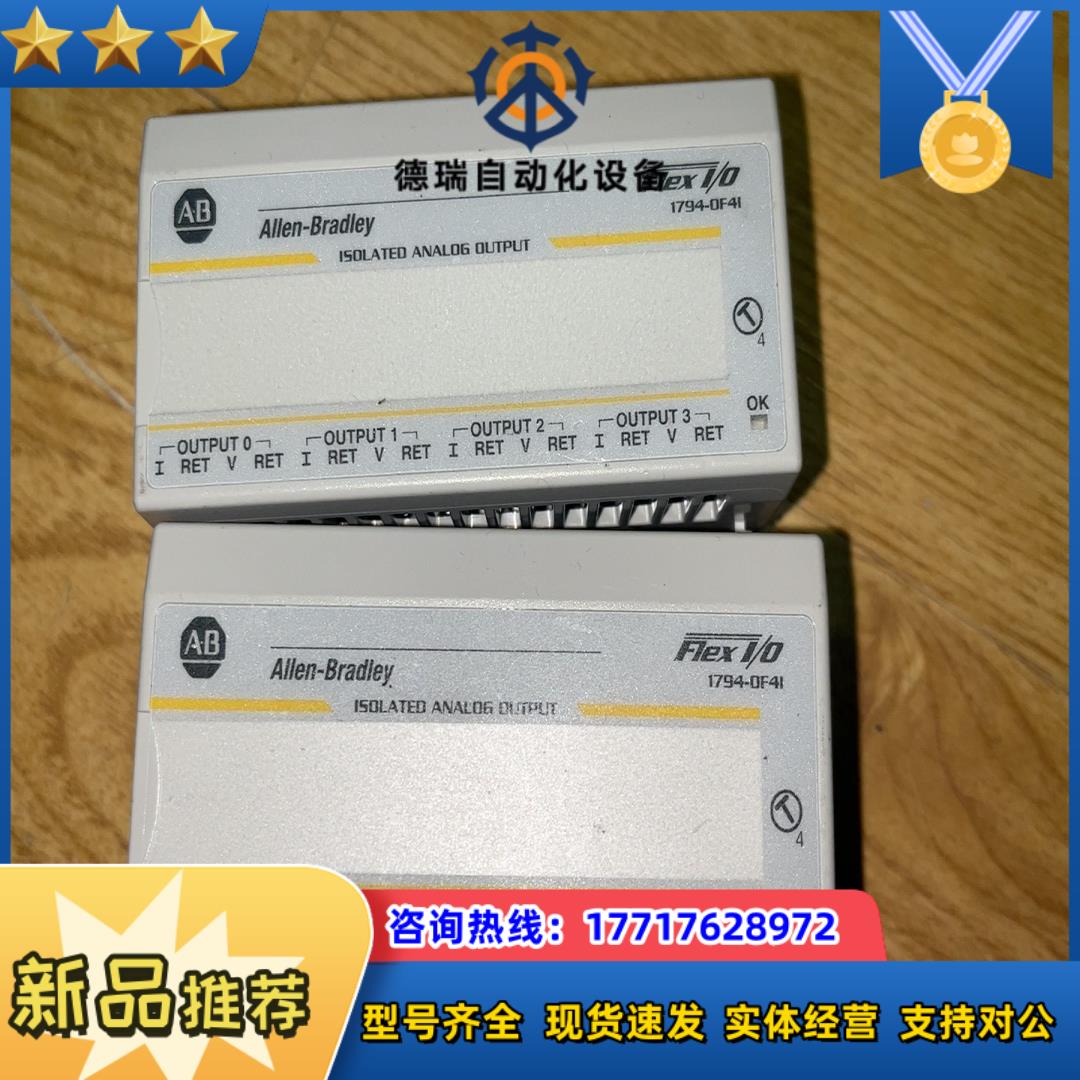 德瑞自动化设备
AB
Allen-Bradley
Flex I/O
1794-OF4I
ISOLATED ANALOG OUTPUT
4
OK
OUTPUT 0 OUTPUT 1 OUTPUT 2 OUTPUT 3
I RET V RET I RET V RET I RET V RET I RET V RET
AB
Allen-Bradley
Flex I/O
1794-OF4I
ISOLATED ANALOG OUTPUT
4
咨询热线：17717628972
新品推荐
型号齐全 现货速发 实体经营 支持对公